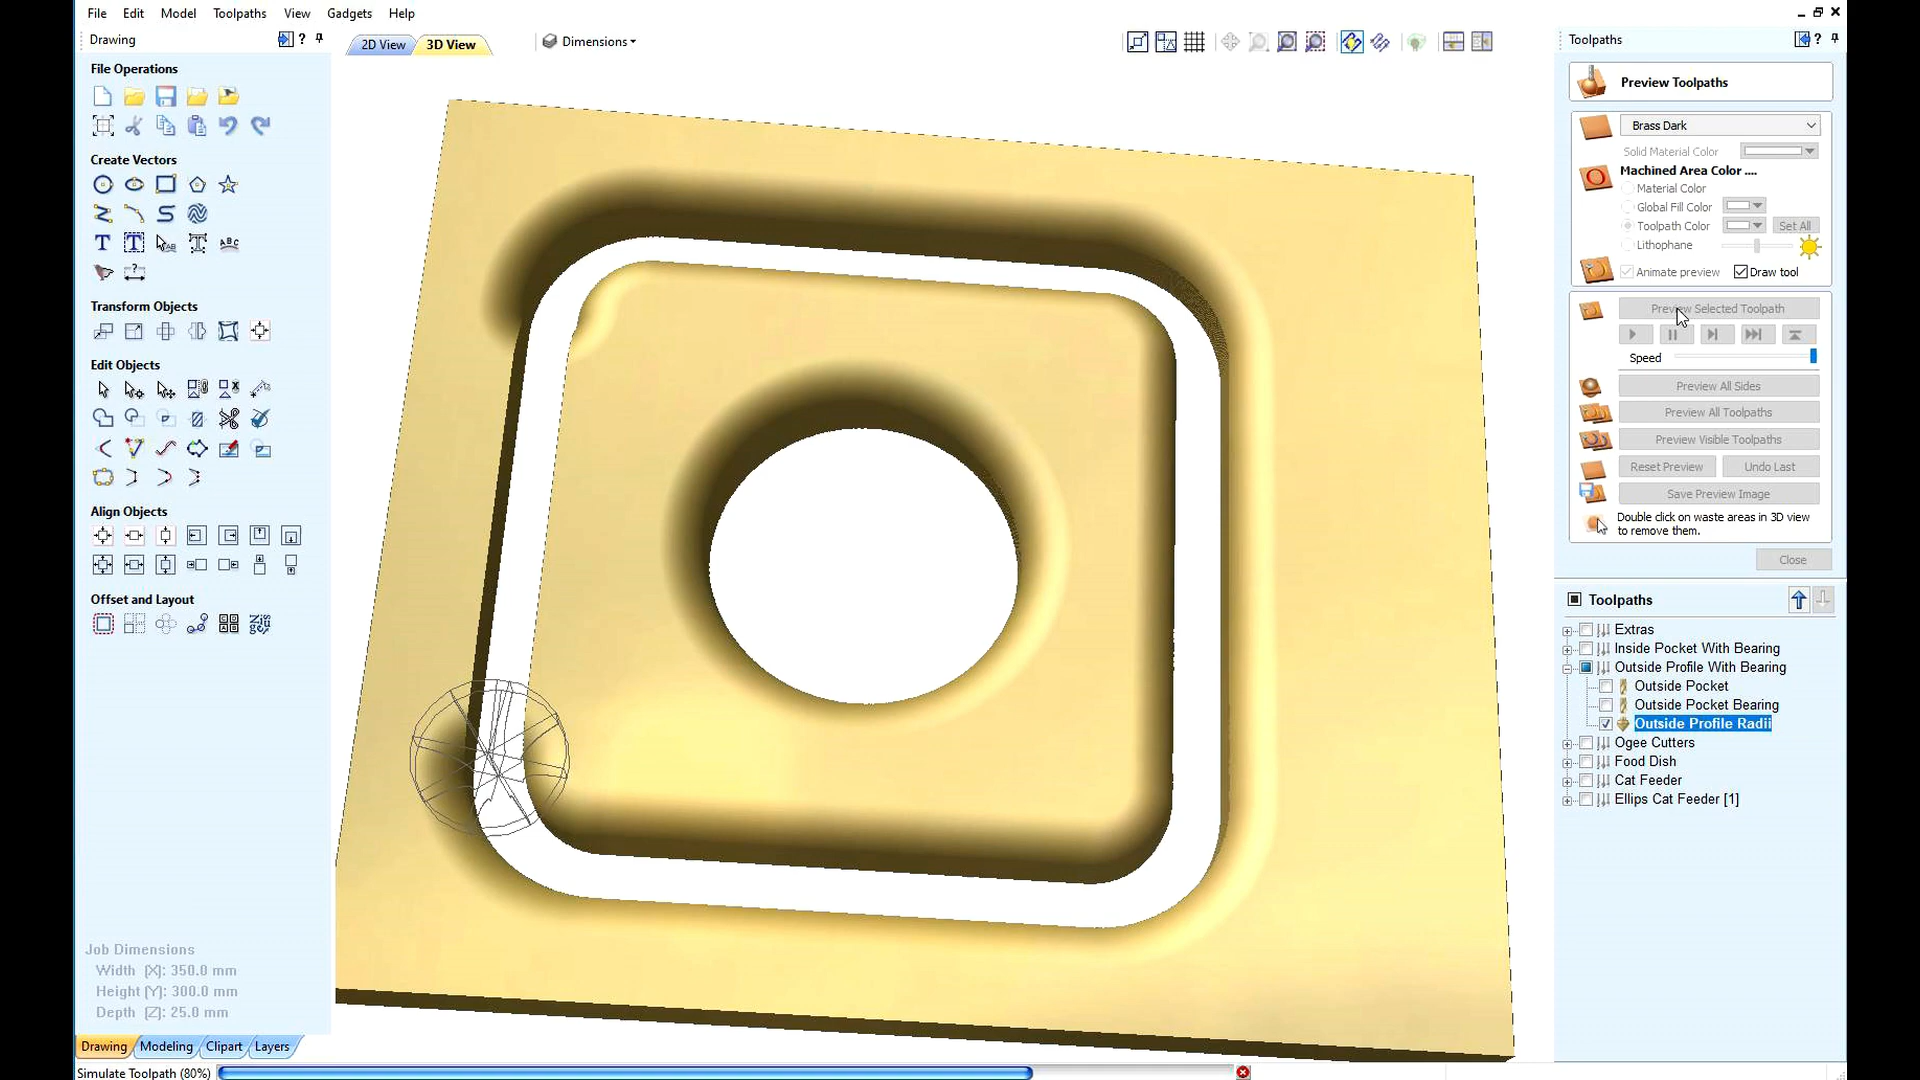 File Edit Model Toolpaths View Gadgets Help
Drawing
File Operations
Create Vectors
Transform Objects
Edit Objects
Align Objects
Offset and Layout
Job Dimensions
Width [X]: 350.0 mm
Height [Y]: 300.0 mm
Depth [Z]: 25.0 mm
Drawing Modeling Clipart Layers
Simulate Toolpath (80%)
2D View 3D View Dimensions
Toolpaths
Preview Toolpaths
Brass Dark
Solid Material Color
Machined Area Color ....
Material Color
Global Fill Color
Toolpath Color Set All
Lithophane
Animate preview Draw tool
Preview Selected Toolpath
Speed
Preview All Sides
Preview All Toolpaths
Preview Visible Toolpaths
Reset Preview Undo Last
Save Preview Image
Double click on waste areas in 3D view
to remove them.
Close
Toolpaths
Extras
Inside Pocket With Bearing
Outside Profile With Bearing
Outside Pocket
Outside Pocket Bearing
Outside Profile Radii
Ogee Cutters
Food Dish
Cat Feeder
Ellips Cat Feeder [1]